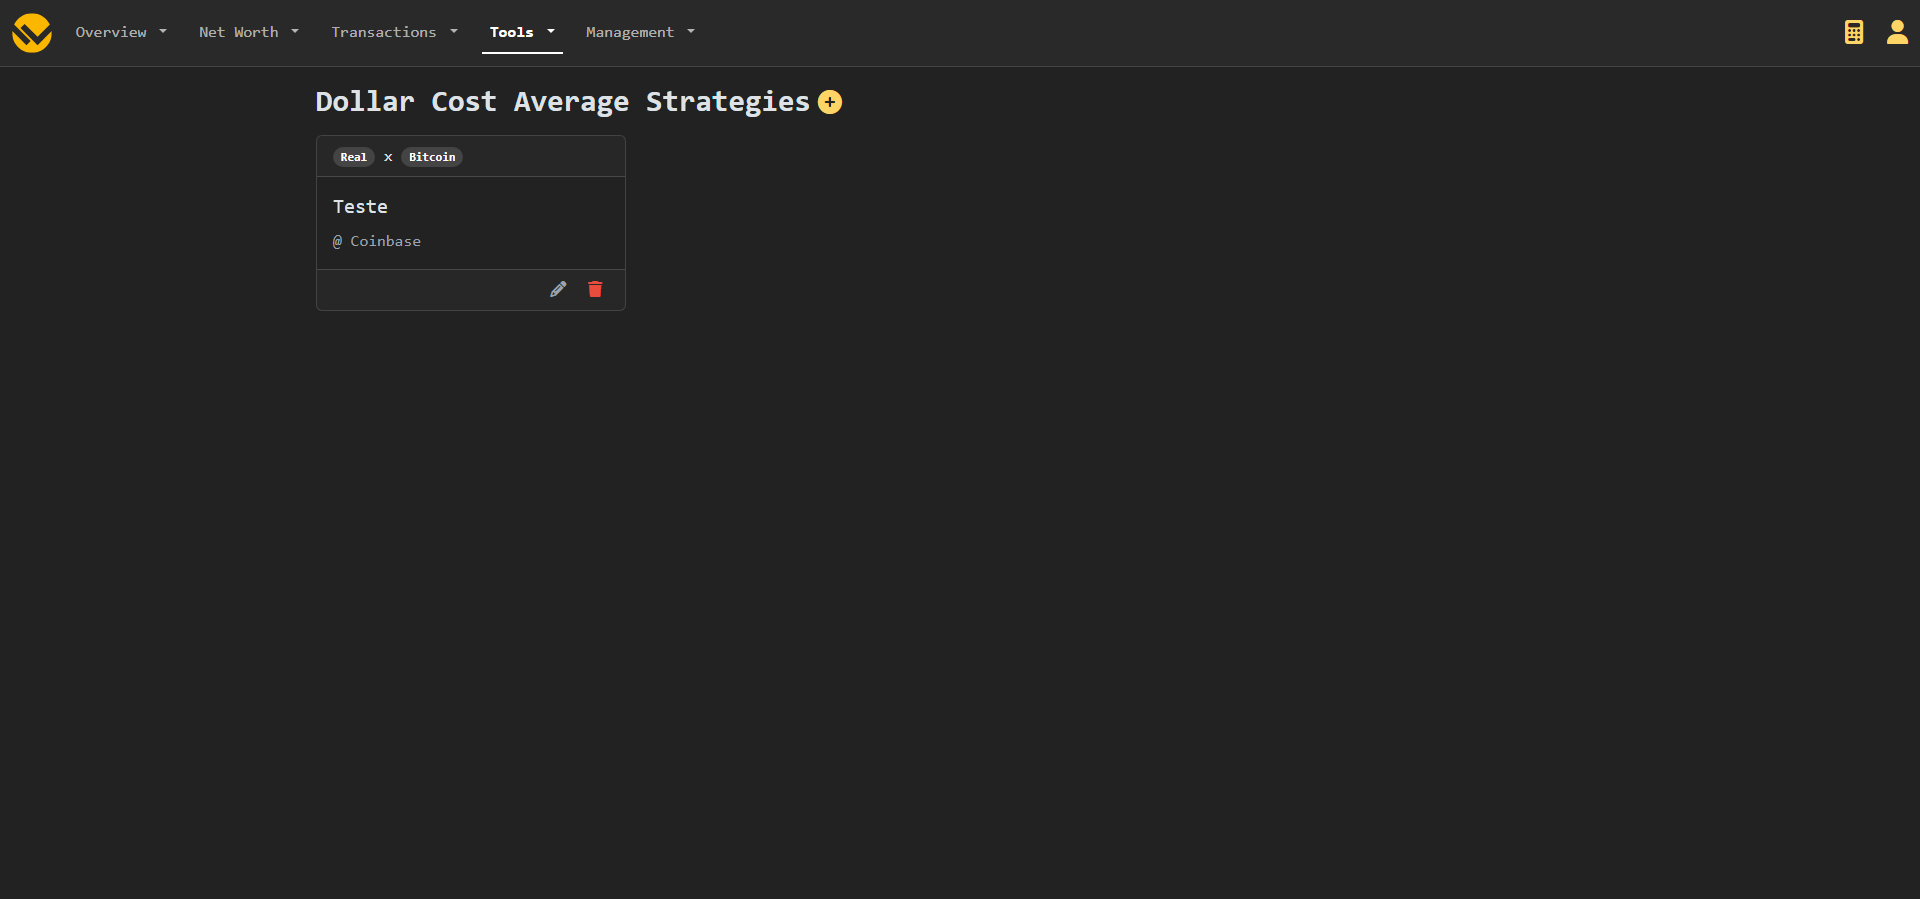 Overview Net Worth Transactions Tools Management
Dollar Cost Average Strategies
Real x Bitcoin
Teste
@ Coinbase